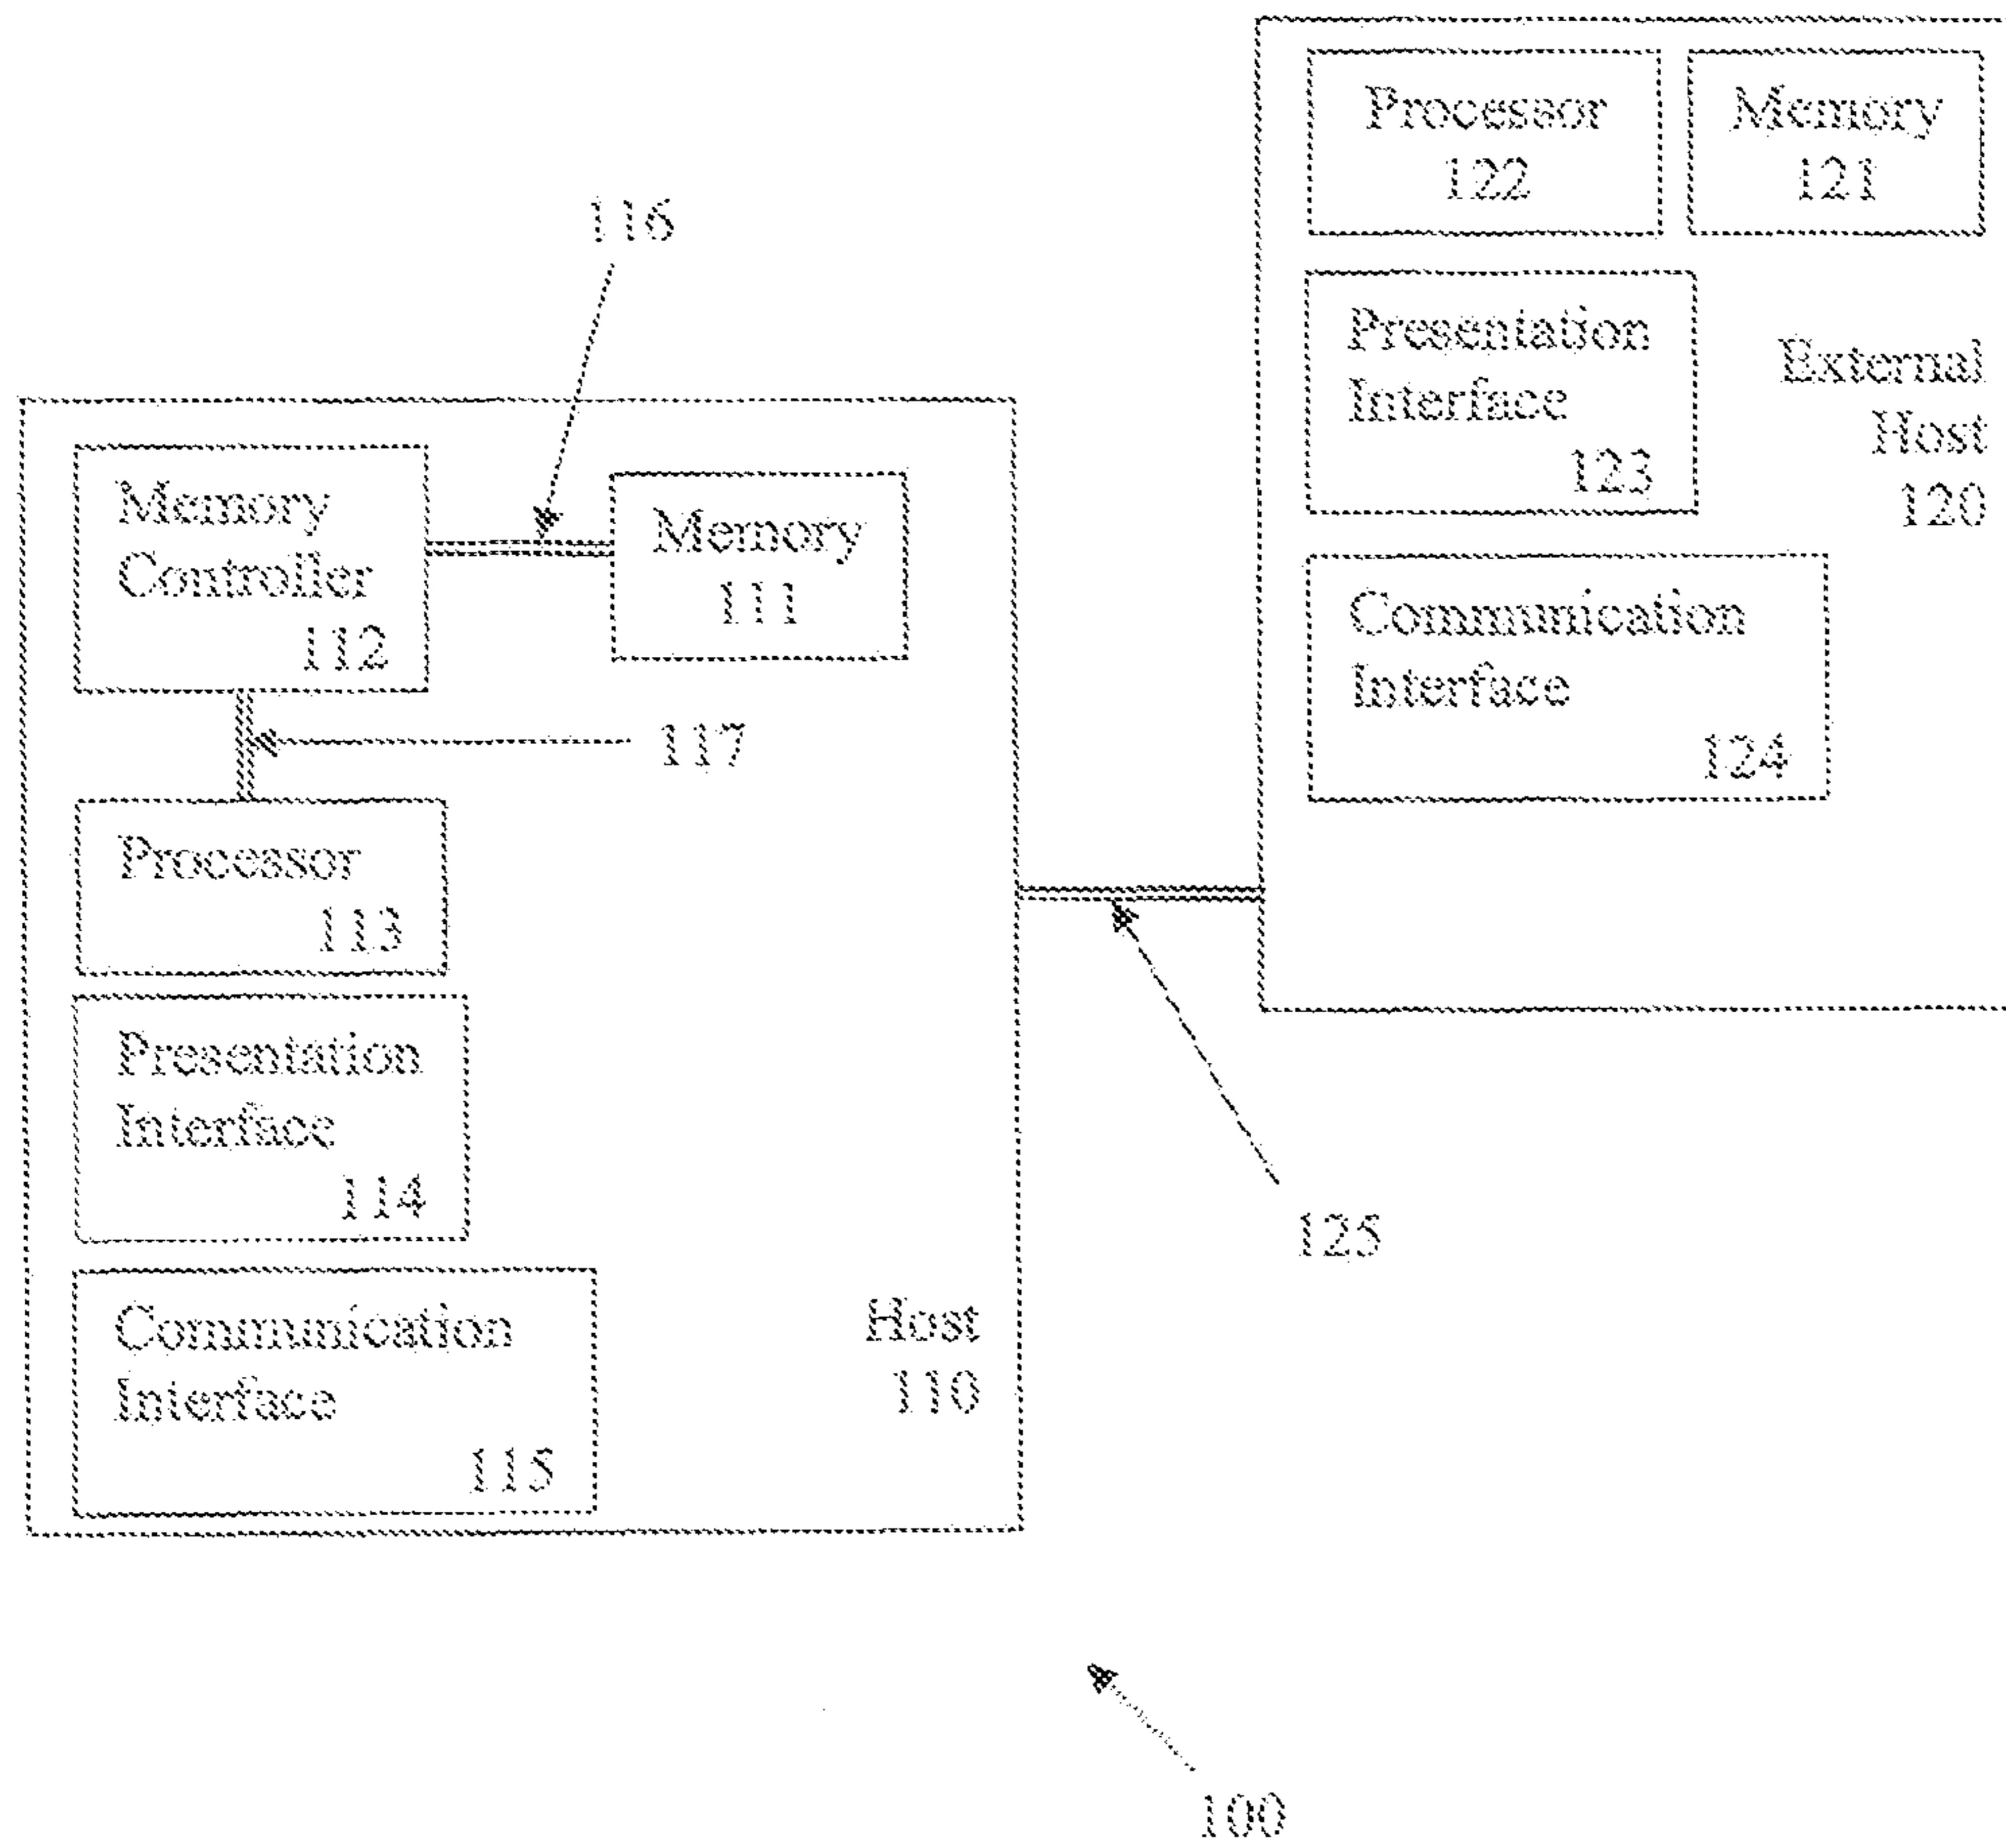 Processor
122
Memory
121
116
Presentation
Interface
123
External
Host
120
Memory
Controller
112
Memory
111
Communication
Interface
124
117
Processor
113
Presentation
Interface
114
125
Communication
Interface
115
Host
110
100